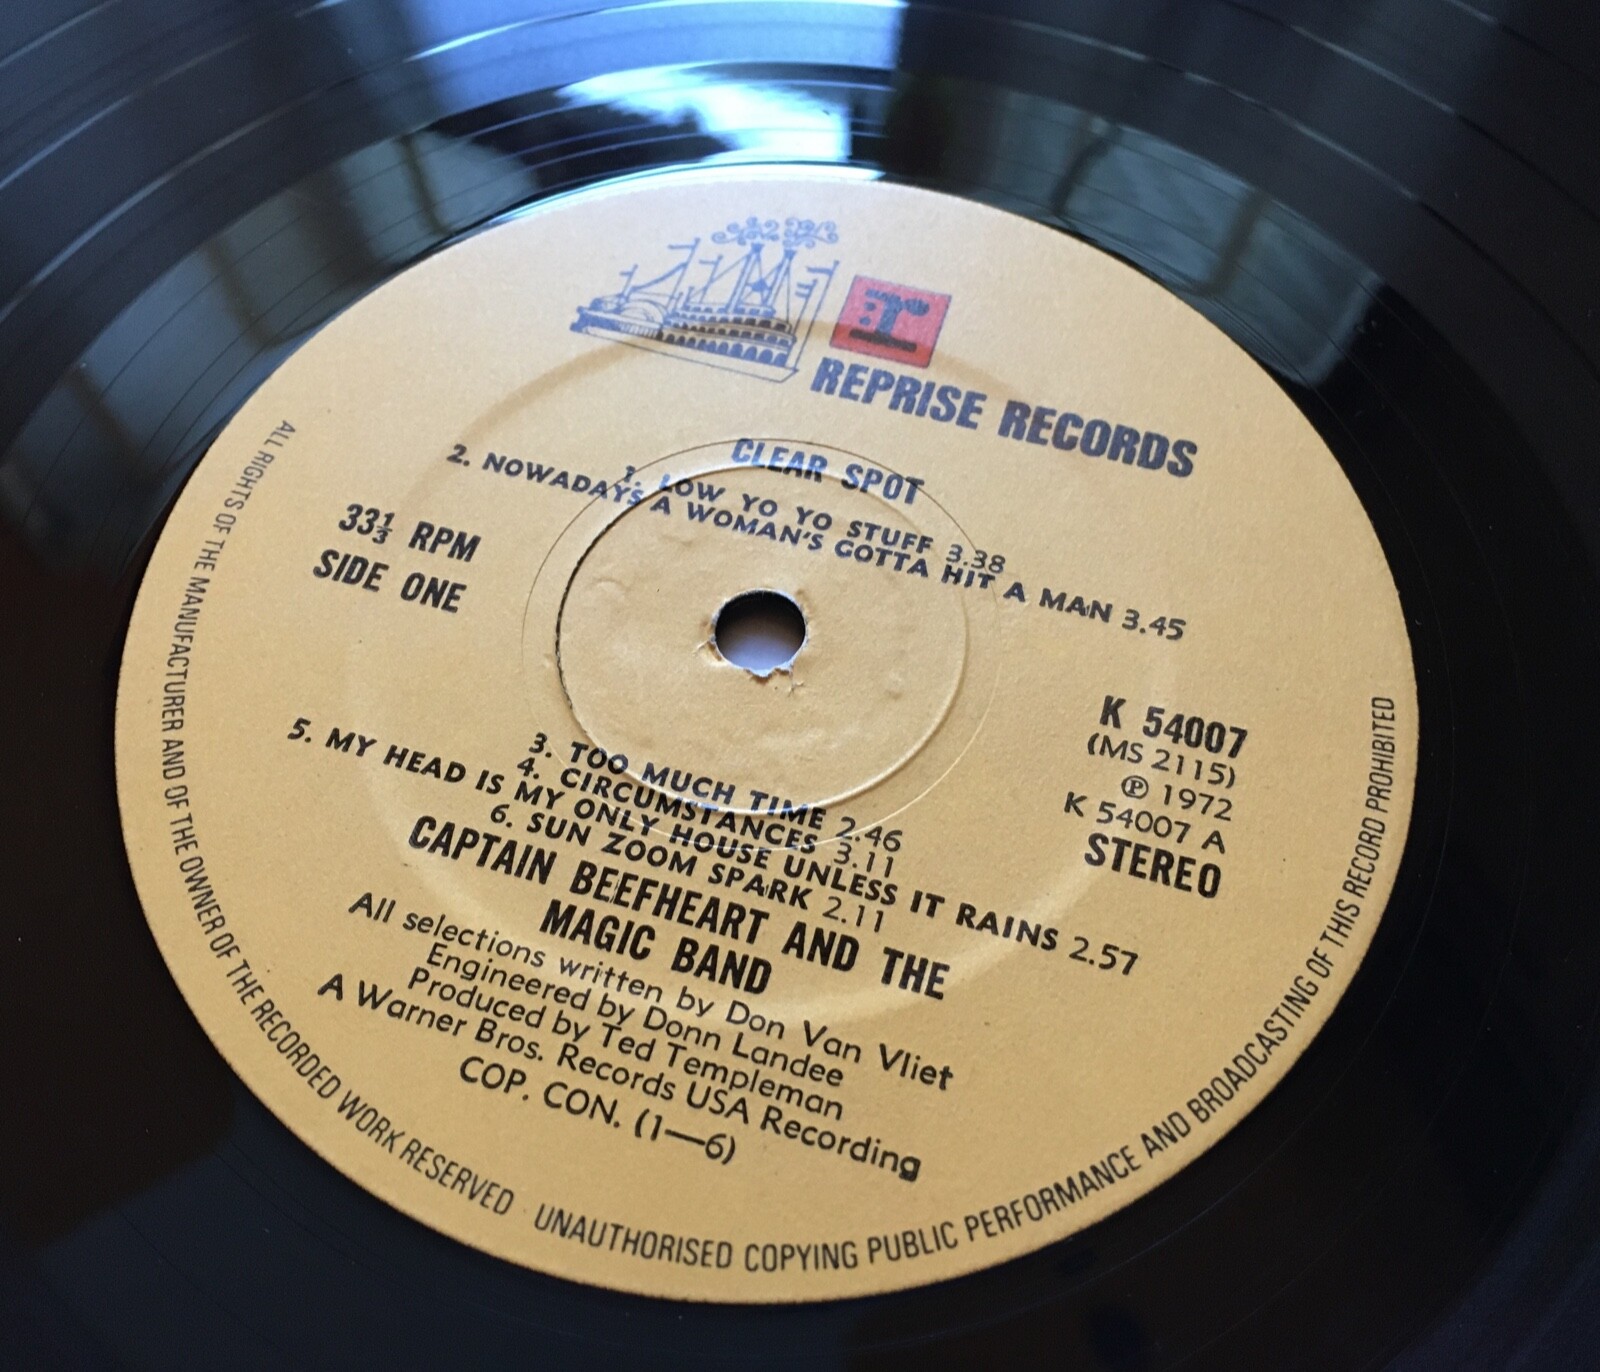 r:
REPRISE RECORDS
CLEAR SPOT
1. LOW YO YO STUFF 3.38
2. NOWADAYS A WOMAN'S GOTTA HIT A MAN 3.45
33⅓ RPM
SIDE ONE
K 54007
(MS 2115)
℗ 1972
K 54007 A
STEREO
3. TOO MUCH TIME 2.46
4. CIRCUMSTANCES 3.11
5. MY HEAD IS MY ONLY HOUSE UNLESS IT RAINS 2.57
6. SUN ZOOM SPARK 2.11
CAPTAIN BEEFHEART AND THE
MAGIC BAND
All selections written by Don Van Vliet
Engineered by Donn Landee
Produced by Ted Templeman
A Warner Bros. Records USA Recording
COP. CON. (1—6)
ALL RIGHTS OF THE MANUFACTURER AND OF THE OWNER OF THE RECORDED WORK RESERVED UNAUTHORISED COPYING PUBLIC PERFORMANCE AND BROADCASTING OF THIS RECORD PROHIBITED